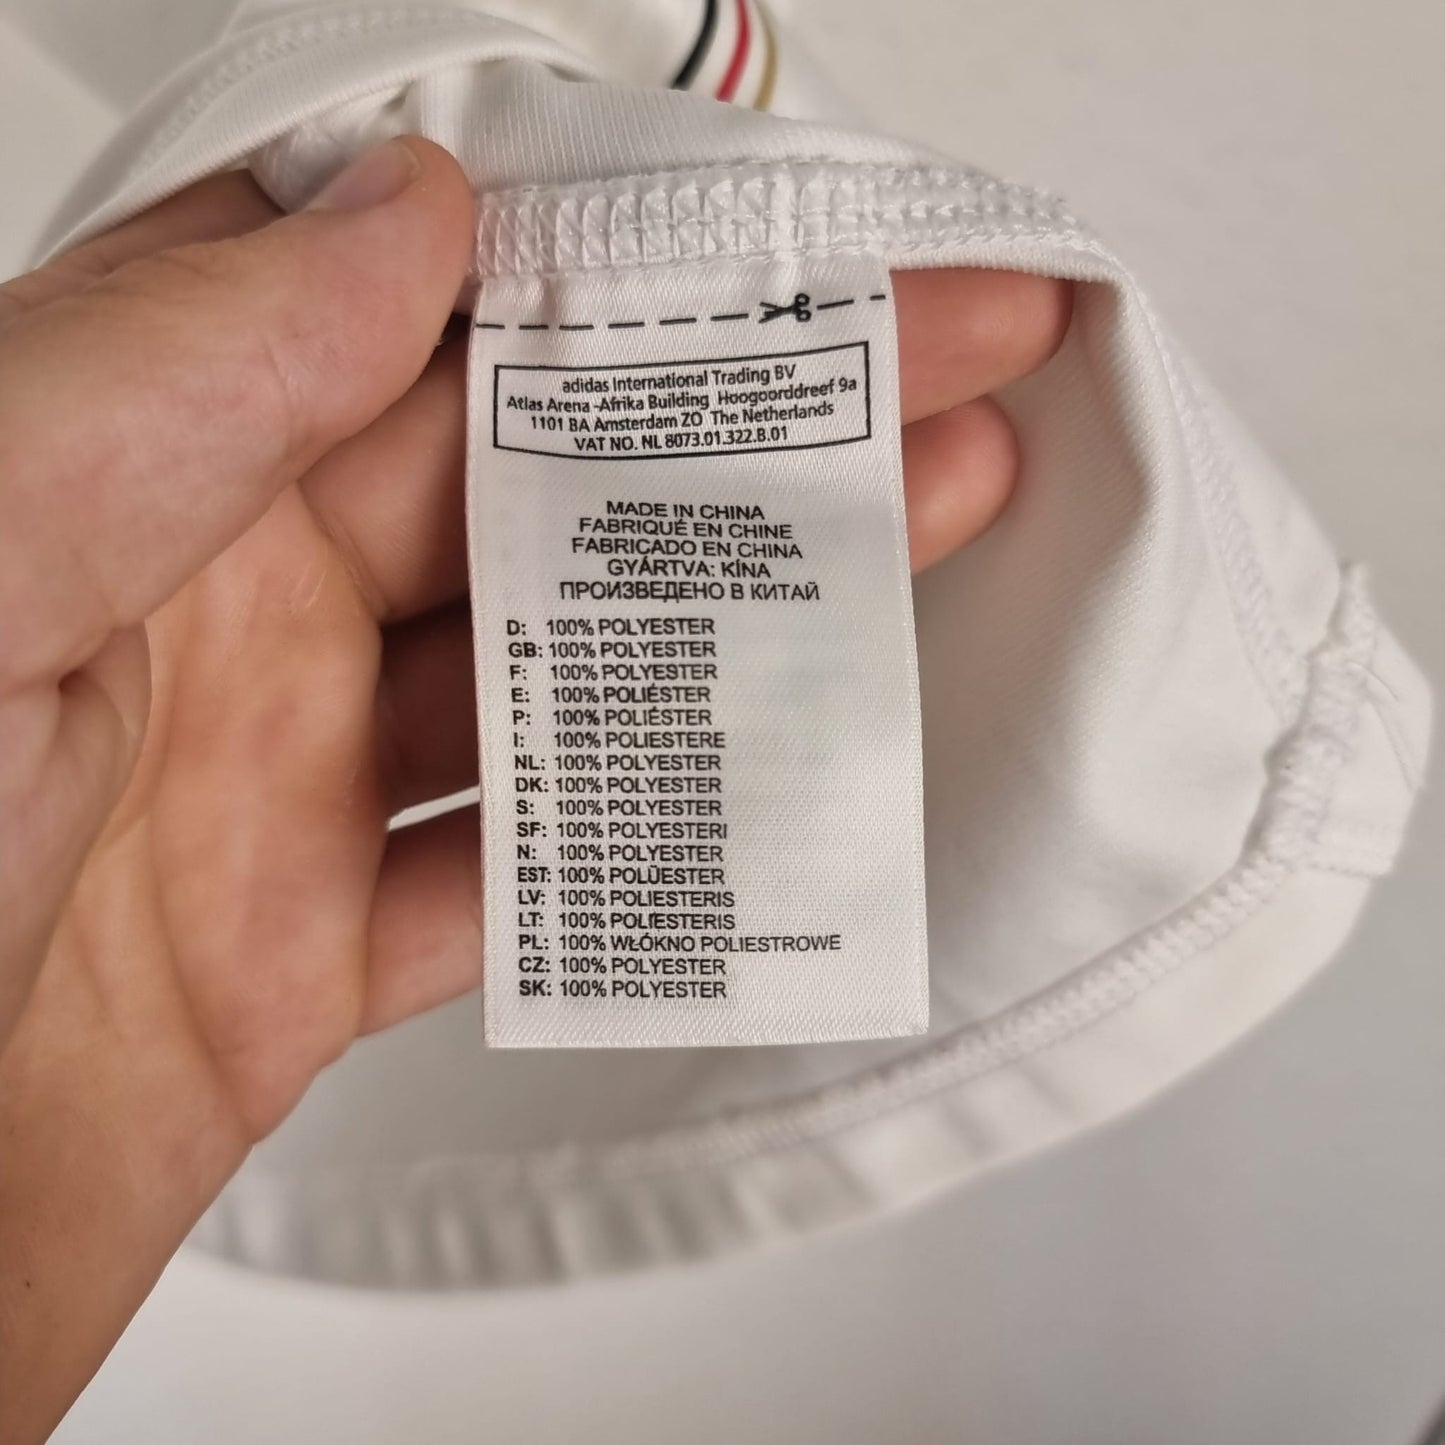 adidas International Trading BV
Atlas Arena -Afrika Building Hoogoorddreef 9a
1101 BA Amsterdam ZO The Netherlands
VAT NO. NL 8073.01.322.B.01
MADE IN CHINA
FABRIQUÉ EN CHINE
FABRICADO EN CHINA
GYÁRTVA: KÍNA
ПРОИЗВЕДЕНО В КИТАЙ
D: 100% POLYESTER
GB: 100% POLYESTER
F: 100% POLYESTER
E: 100% POLIÉSTER
P: 100% POLIÉSTER
I: 100% POLIESTERE
NL: 100% POLYESTER
DK: 100% POLYESTER
S: 100% POLYESTER
SF: 100% POLYESTERI
N: 100% POLYESTER
EST: 100% POLÜESTER
LV: 100% POLIESTERIS
LT: 100% POLIESTERIS
PL: 100% WŁÓKNO POLIESTROWE
CZ: 100% POLYESTER
SK: 100% POLYESTER